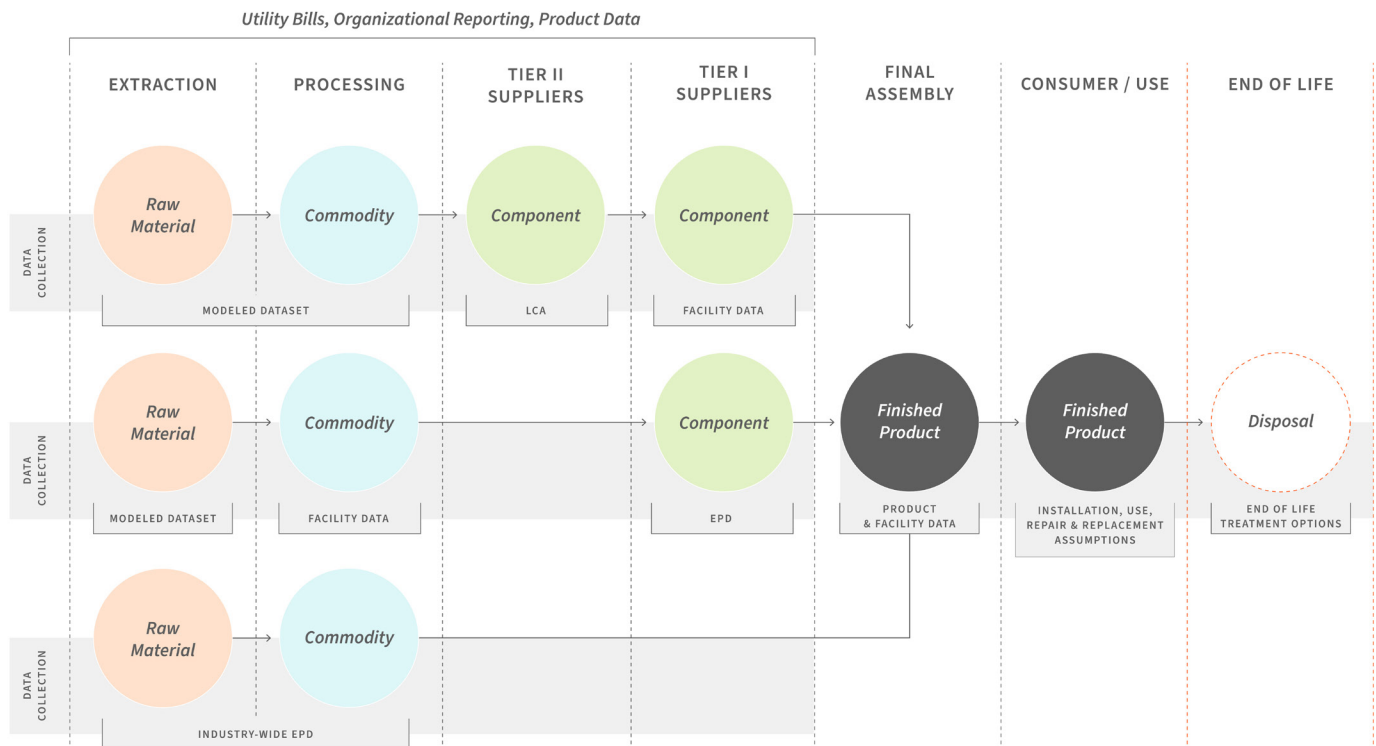 Utility Bills, Organizational Reporting, Product Data
EXTRACTION
PROCESSING
TIER II
SUPPLIERS
TIER I
SUPPLIERS
FINAL
ASSEMBLY
CONSUMER / USE
END OF LIFE
DATA
COLLECTION
Raw
Material
Commodity
Component
Component
MODELED DATASET
LCA
FACILITY DATA
DATA
COLLECTION
Raw
Material
Commodity
Component
Finished
Product
Finished
Product
Disposal
MODELED DATASET
FACILITY DATA
EPD
PRODUCT
& FACILITY DATA
INSTALLATION, USE,
REPAIR & REPLACEMENT
ASSUMPTIONS
END OF LIFE
TREATMENT OPTIONS
DATA
COLLECTION
Raw
Material
Commodity
INDUSTRY-WIDE EPD